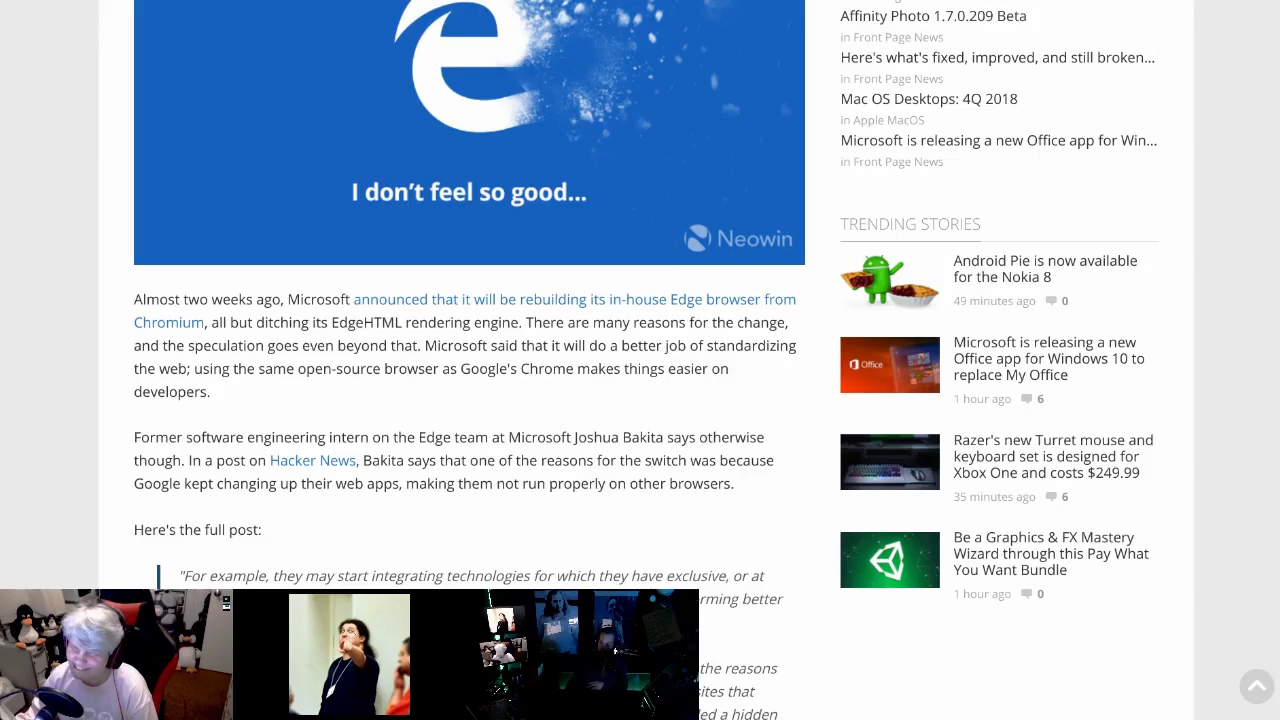 I don't feel so good...
Neowin
Almost two weeks ago, Microsoft announced that it will be rebuilding its in-house Edge browser from
Chromium, all but ditching its EdgeHTML rendering engine. There are many reasons for the change,
and the speculation goes even beyond that. Microsoft said that it will do a better job of standardizing
the web; using the same open-source browser as Google's Chrome makes things easier on
developers.
Former software engineering intern on the Edge team at Microsoft Joshua Bakita says otherwise
though. In a post on Hacker News, Bakita says that one of the reasons for the switch was because
Google kept changing up their web apps, making them not run properly on other browsers.
Here's the full post:
"For example, they may start integrating technologies for which they have exclusive, or at
rming better
the reasons
sites that
led a hidden
Affinity Photo 1.7.0.209 Beta
in Front Page News
Here's what's fixed, improved, and still broken...
in Front Page News
Mac OS Desktops: 4Q 2018
in Apple MacOS
Microsoft is releasing a new Office app for Win...
in Front Page News
TRENDING STORIES
Android Pie is now available
for the Nokia 8
49 minutes ago 0
Office
Microsoft is releasing a new
Office app for Windows 10 to
replace My Office
1 hour ago 6
Razer's new Turret mouse and
keyboard set is designed for
Xbox One and costs $249.99
35 minutes ago 6
Be a Graphics & FX Mastery
Wizard through this Pay What
You Want Bundle
1 hour ago 0